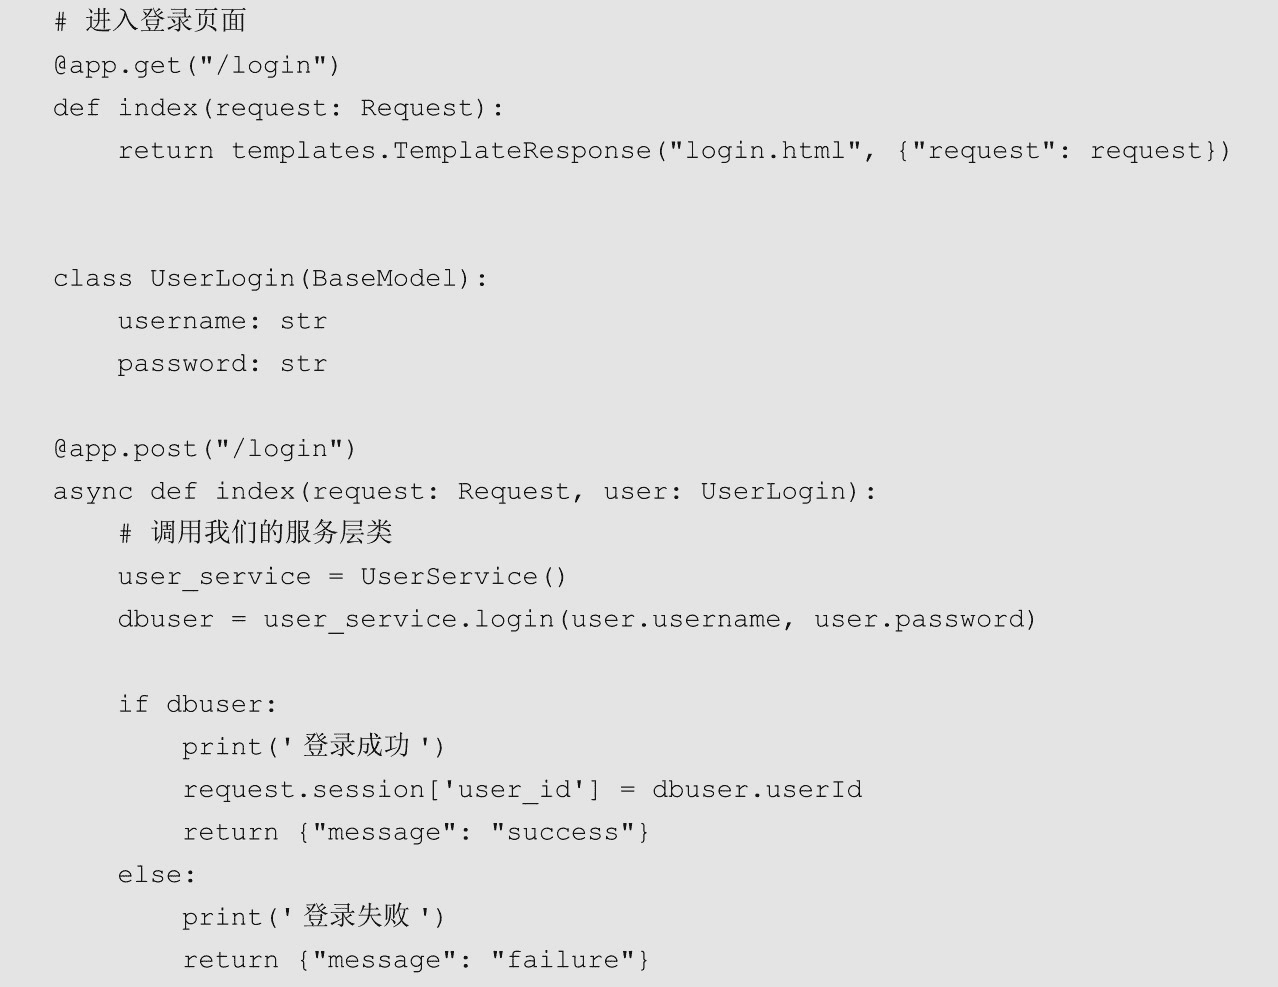 # 进入登录页面
@app.get("/login")
def index(request: Request):
    return templates.TemplateResponse("login.html", {"request": request})
class UserLogin(BaseModel):
    username: str
    password: str
@app.post("/login")
async def index(request: Request, user: UserLogin):
    # 调用我们的服务层类
    user_service = UserService()
    dbuser = user_service.login(user.username, user.password)
    if dbuser:
        print('登录成功')
        request.session['user_id'] = dbuser.userId
        return {"message": "success"}
    else:
        print('登录失败')
        return {"message": "failure"}